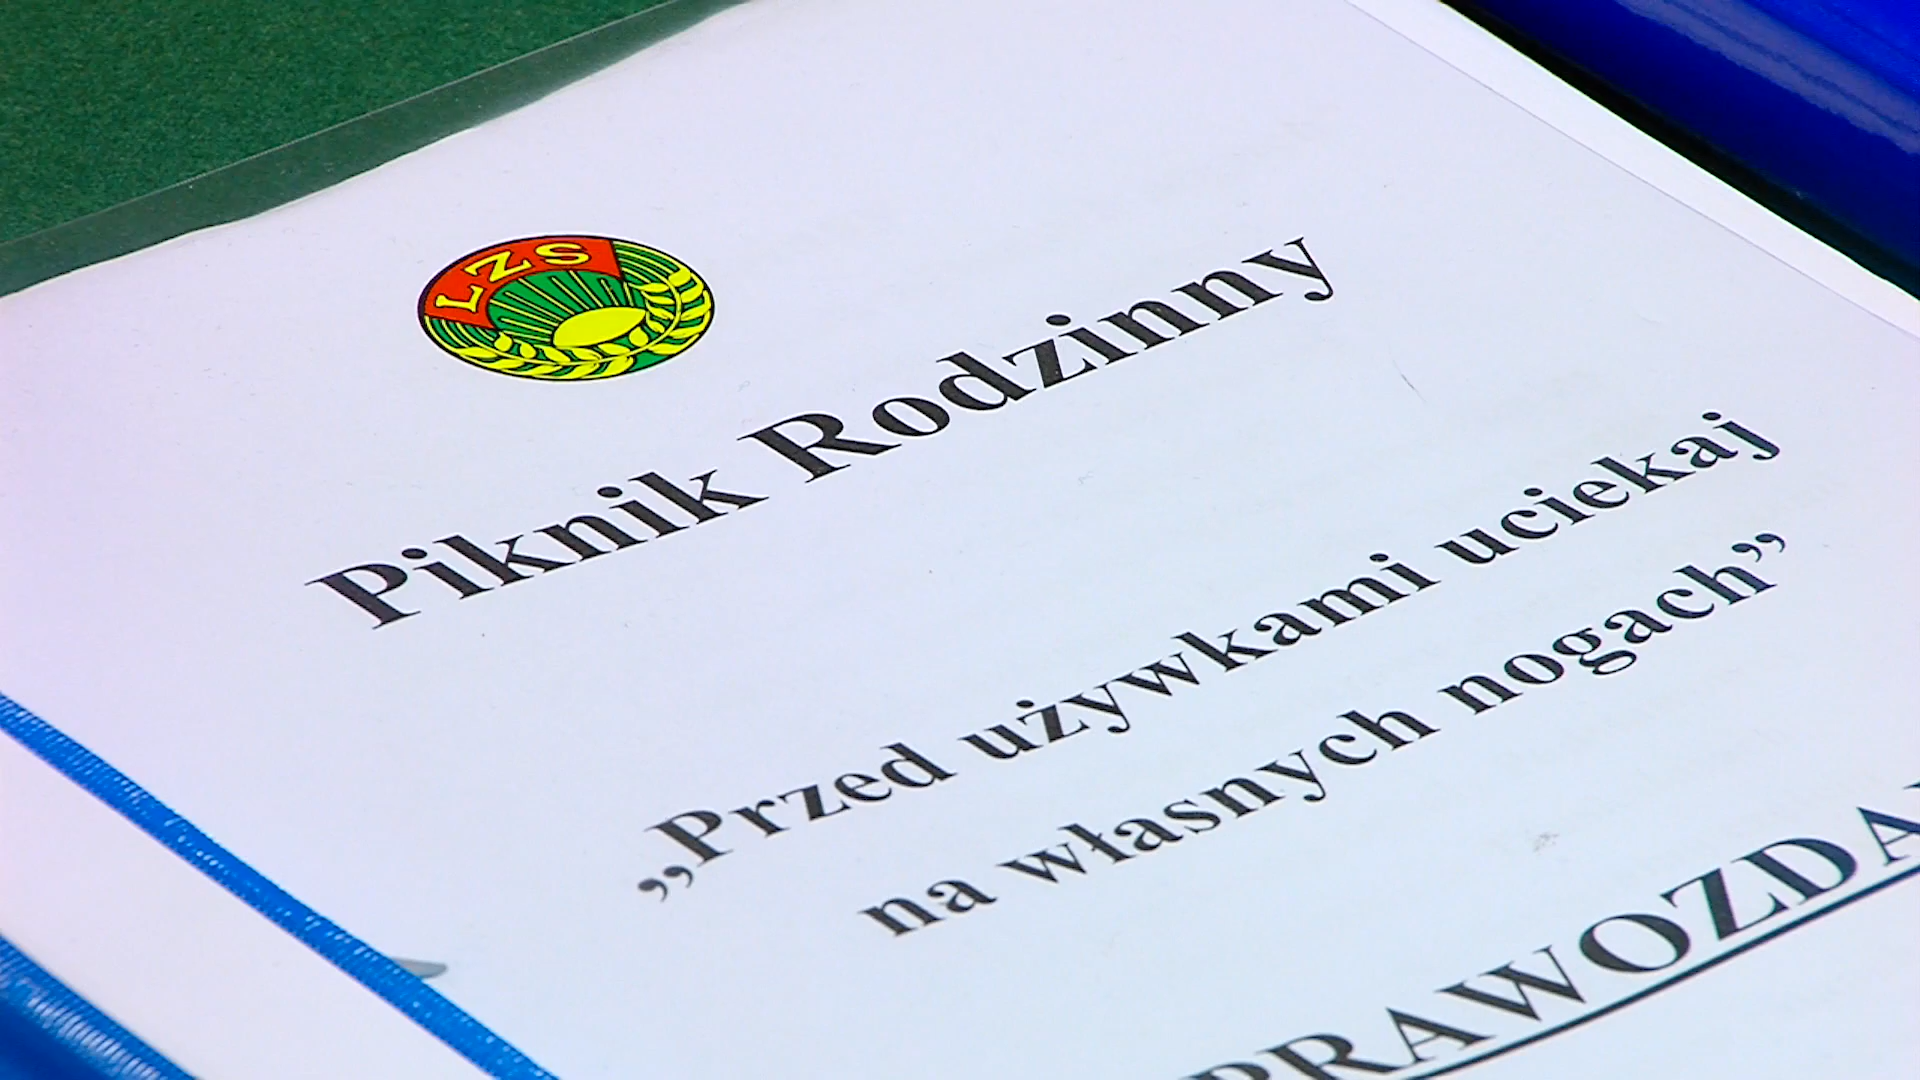 LZS
Piknik Rodzinny
„Przed używkami uciekaj
na własnych nogach”
PRAWOZDA